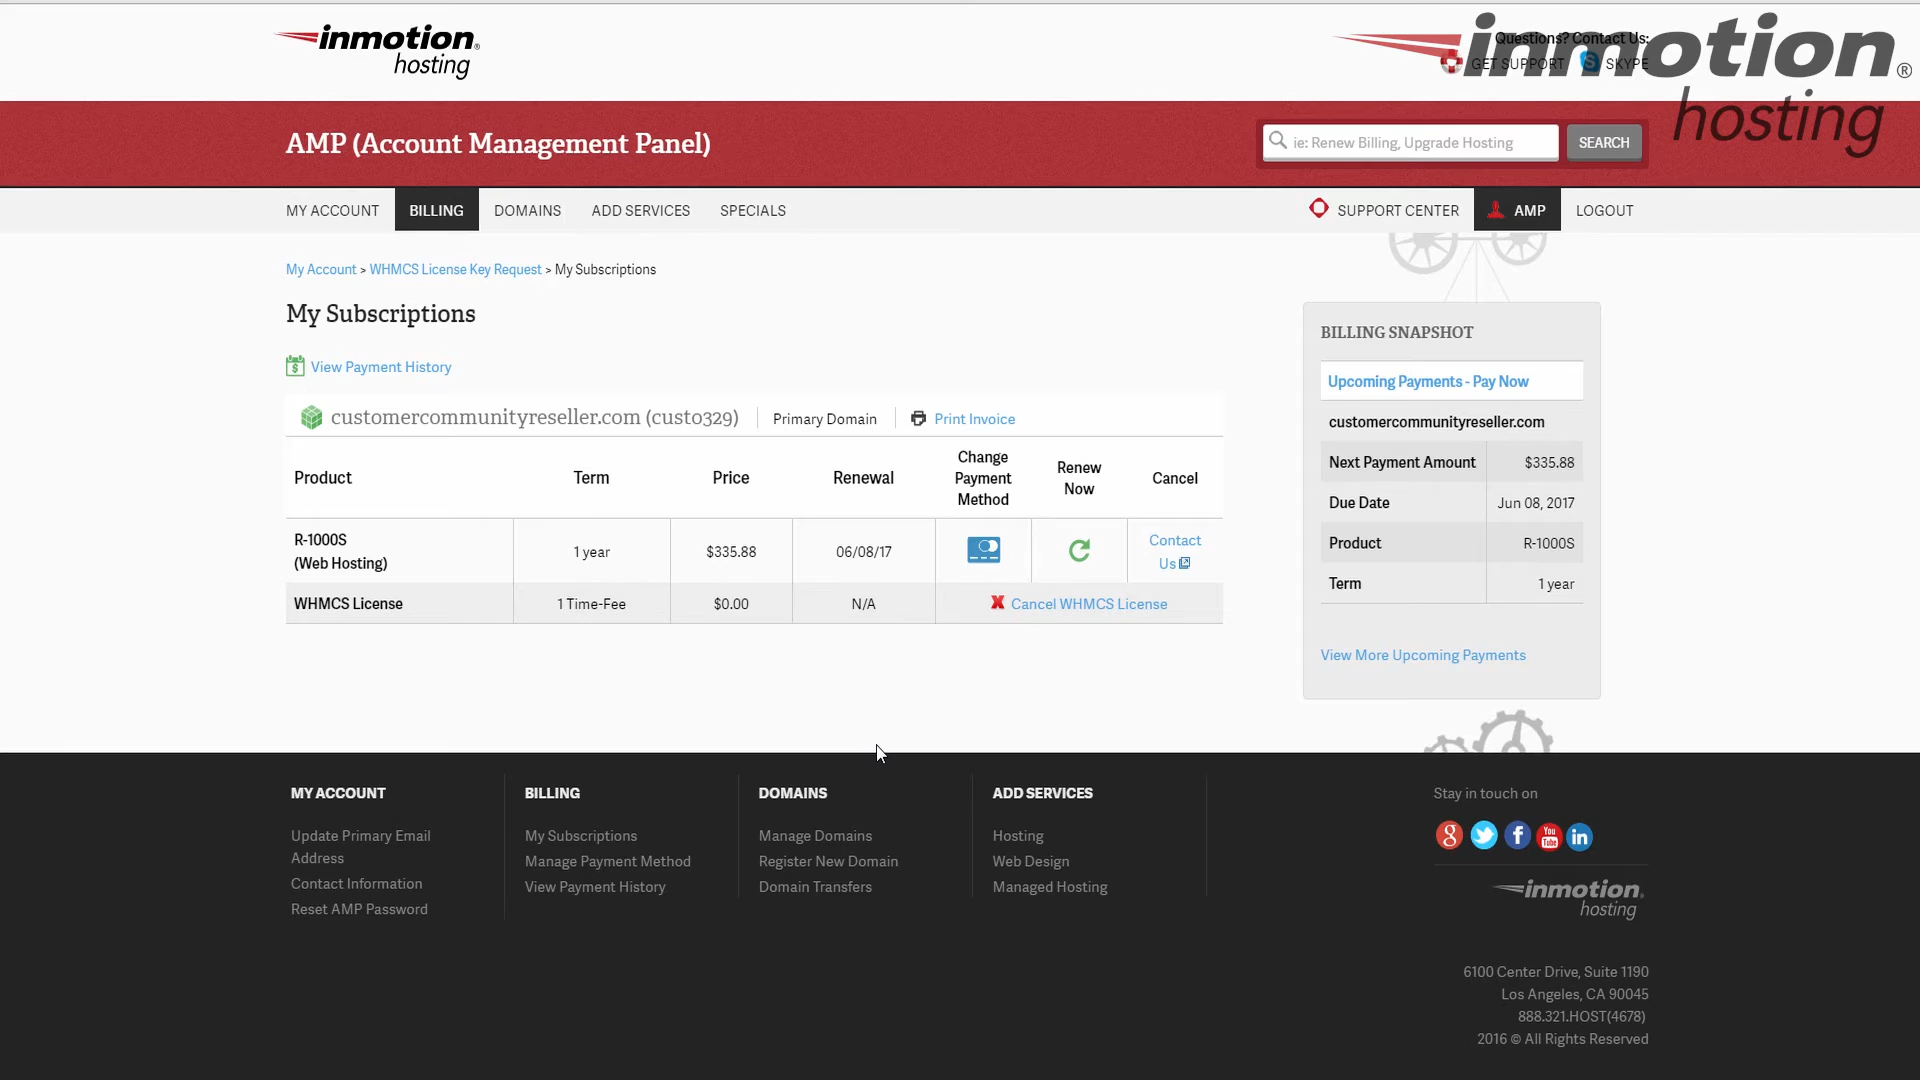 inmotion®
hosting
Questions? Contact Us:
GET SUPPORT SKYPE
inmotion®
hosting
AMP (Account Management Panel)
ie: Renew Billing, Upgrade Hosting
SEARCH
MY ACCOUNT BILLING DOMAINS ADD SERVICES SPECIALS SUPPORT CENTER AMP LOGOUT
My Account > WHMCS License Key Request > My Subscriptions
My Subscriptions
View Payment History
customercommunityreseller.com (custo329) Primary Domain Print Invoice
Product Term Price Renewal Change Payment Method Renew Now Cancel
R-1000S (Web Hosting) 1 year $335.88 06/08/17 Contact Us
WHMCS License 1 Time-Fee $0.00 N/A Cancel WHMCS License
BILLING SNAPSHOT
Upcoming Payments - Pay Now
customercommunityreseller.com
Next Payment Amount $335.88
Due Date Jun 08, 2017
Product R-1000S
Term 1 year
View More Upcoming Payments
MY ACCOUNT
Update Primary Email
Address
Contact Information
Reset AMP Password
BILLING
My Subscriptions
Manage Payment Method
View Payment History
DOMAINS
Manage Domains
Register New Domain
Domain Transfers
ADD SERVICES
Hosting
Web Design
Managed Hosting
Stay in touch on
g You Tube in
inmotion
hosting
6100 Center Drive, Suite 1190
Los Angeles, CA 90045
888.321.HOST(4678)
2016 © All Rights Reserved